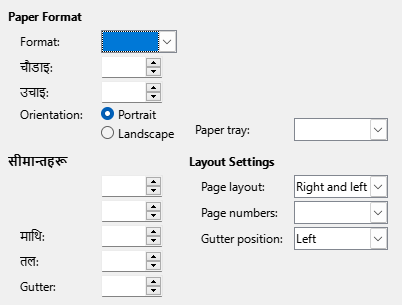 Paper Format
Format:
चौडाइ:
उचाइ:
Orientation: Portrait
Landscape
Paper tray:
सीमान्तहरू
माथि:
तल:
Gutter:
Layout Settings
Page layout: Right and left
Page numbers:
Gutter position: Left